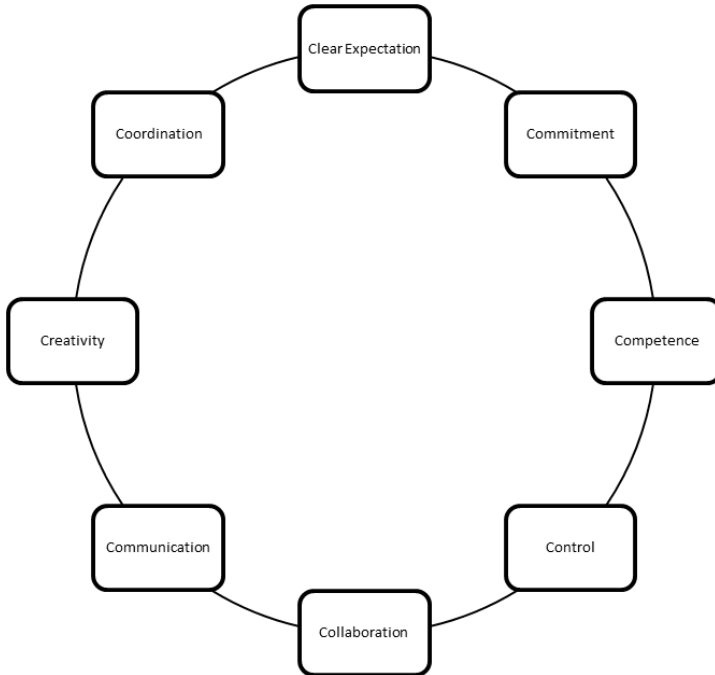 Clear Expectation
Commitment
Competence
Control
Collaboration
Communication
Creativity
Coordination